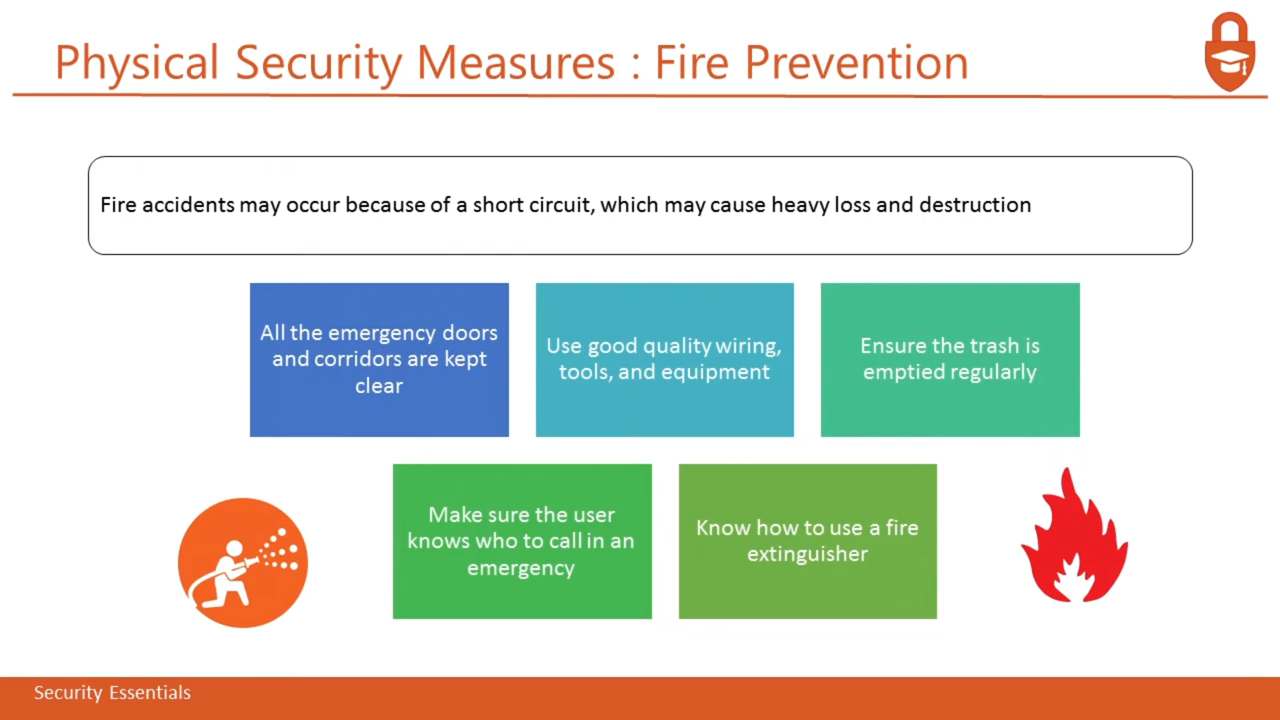 Physical Security Measures : Fire Prevention
Fire accidents may occur because of a short circuit, which may cause heavy loss and destruction
All the emergency doors
and corridors are kept
clear
Use good quality wiring,
tools, and equipment
Ensure the trash is
emptied regularly
Make sure the user
knows who to call in an
emergency
Know how to use a fire
extinguisher
Security Essentials